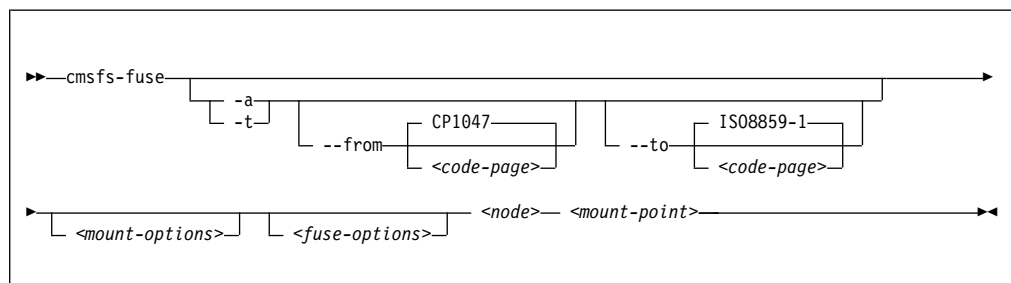 cmsfs-fuse
-a
-t
--from
CP1047
<code-page>
--to
ISO8859-1
<code-page>
<mount-options>
<fuse-options>
<node> <mount-point>